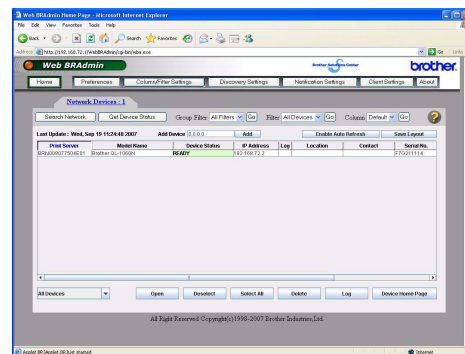 Web BRAdmin Home Page - Microsoft Internet Explorer
File Edit View Favorites Tools Help
Back Search Favorites
Address http://192.168.72.1/WebBRAdmin/cgi-bin/wba.exe Go Links
Web BRAdmin Brother Solutions Center brother
Home Preferences Column/Filter Settings Discovery Settings Notification Settings Client Settings About
Network Devices : 1
Search Network Get Device Status Group Filter All Filters Go Filter All Devices Go Column Default Go ?
Last Update : Wed, Sep 19 11:24:48 2007 Add Device 0.0.0.0 Add Enable Auto Refresh Save Layout
Print Server Model Name Device Status IP Address Log Location Contact Serial No.
Brother QL-1060N READY 192.168.72.2
All Devices Open Deselect Select All Delete Log Device Home Page
All Right Reserved Copyright(c)1998-2007 Brother Industries,Ltd.
started Internet